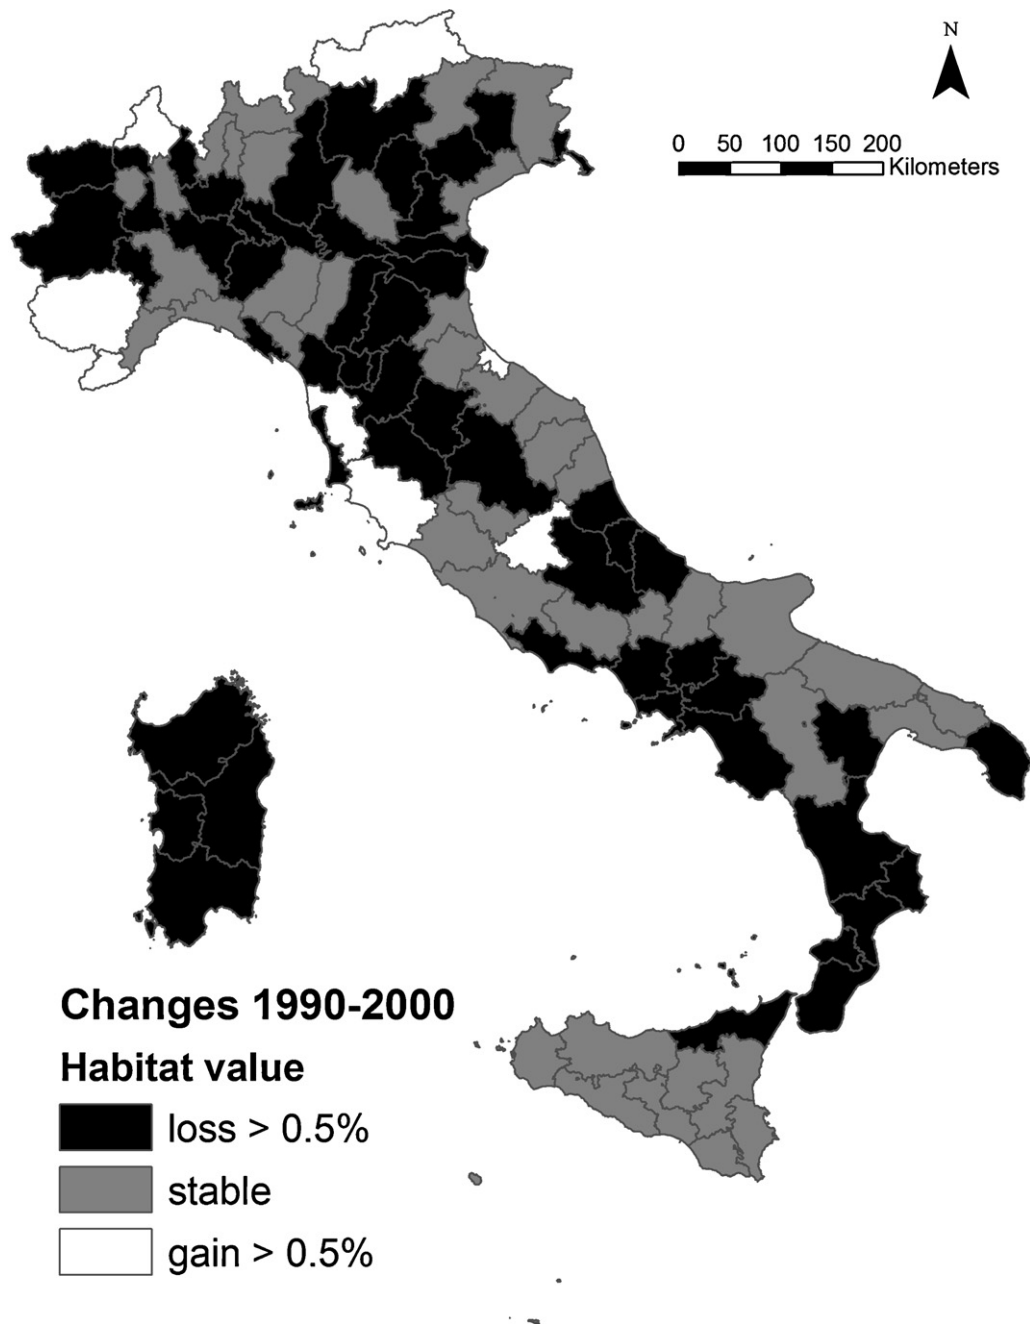 N
0 50 100 150 200
Kilometers
Changes 1990-2000
Habitat value
loss > 0.5%
stable
gain > 0.5%